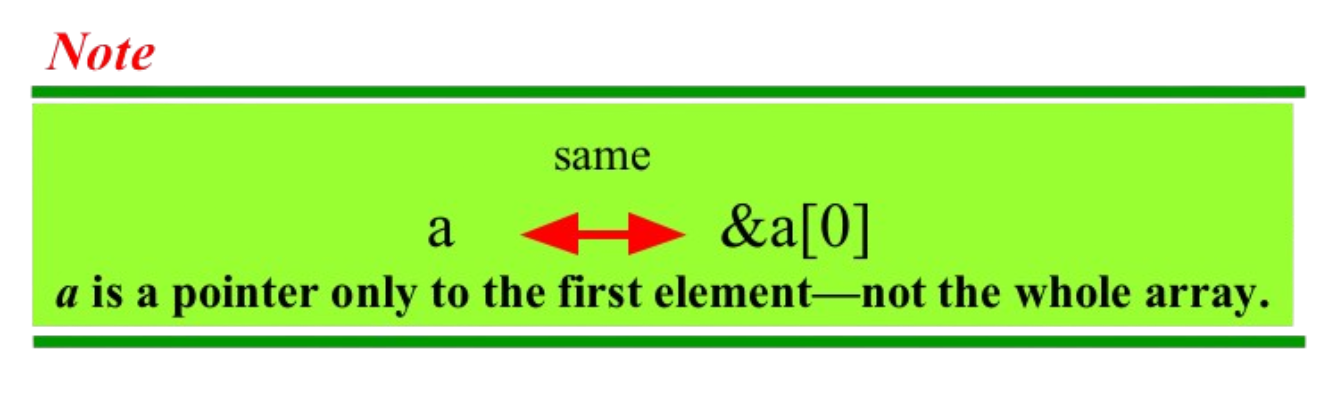 Note
same
a &a[0]
a is a pointer only to the first element—not the whole array.